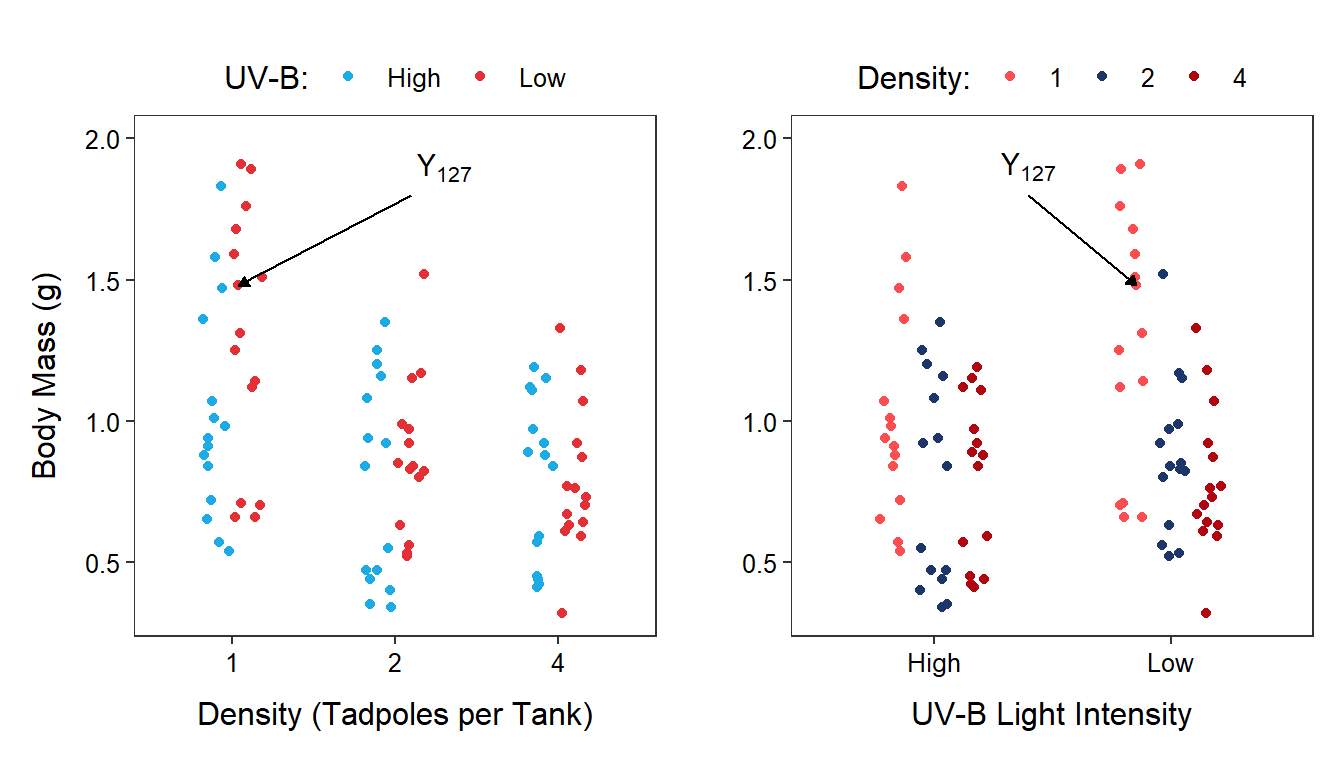 UV-B: High Low
Y127
2.0
1.5
1.0
0.5
Body Mass (g)
1 2 4
Density (Tadpoles per Tank)
Density: 1 2 4
Y127
2.0
1.5
1.0
0.5
High Low
UV-B Light Intensity